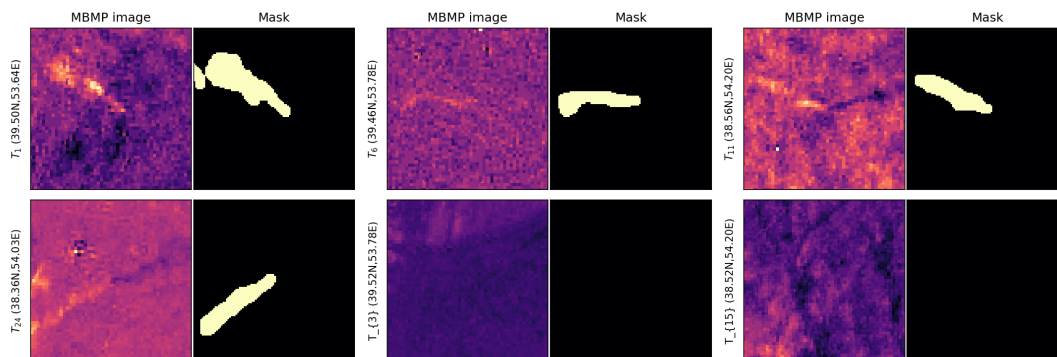 MBMP image Mask MBMP image Mask MBMP image Mask
T₁ (39.50N,53.64E)
T₆ (39.46N,53.78E)
T₁₁ (38.56N,54.20E)
T₂₄ (38.36N,54.03E)
T_{3} (39.52N,53.78E)
T_{15} (38.52N,54.20E)